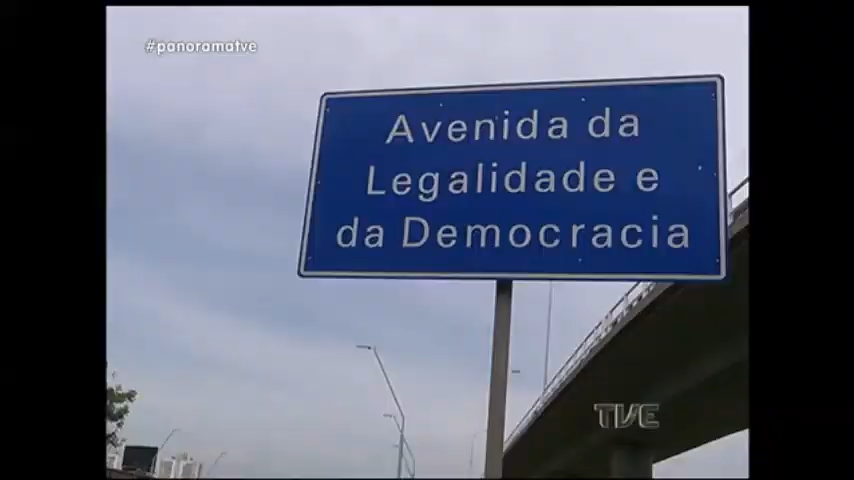 #panoramatve
Avenida da
Legalidade e
da Democracia
TVE